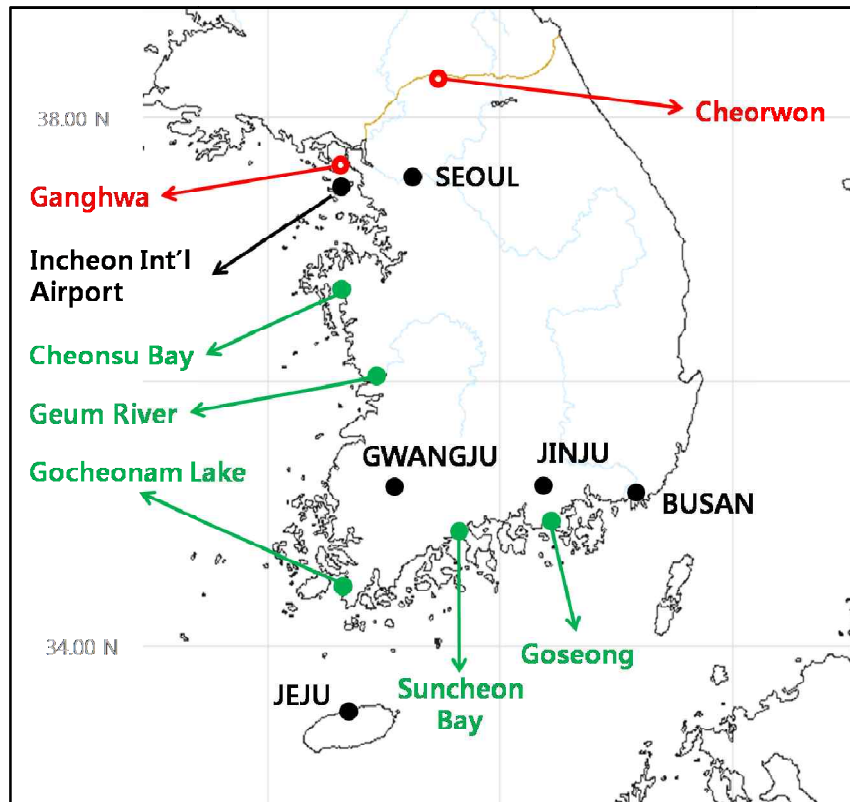 38.00 N
Cheorwon
SEOUL
Ganghwa
Incheon Int'l
Airport
Cheonsu Bay
Geum River
GWANGJU
JINJU
Gocheonam Lake
BUSAN
34.00 N
Goseong
Suncheon
Bay
JEJU